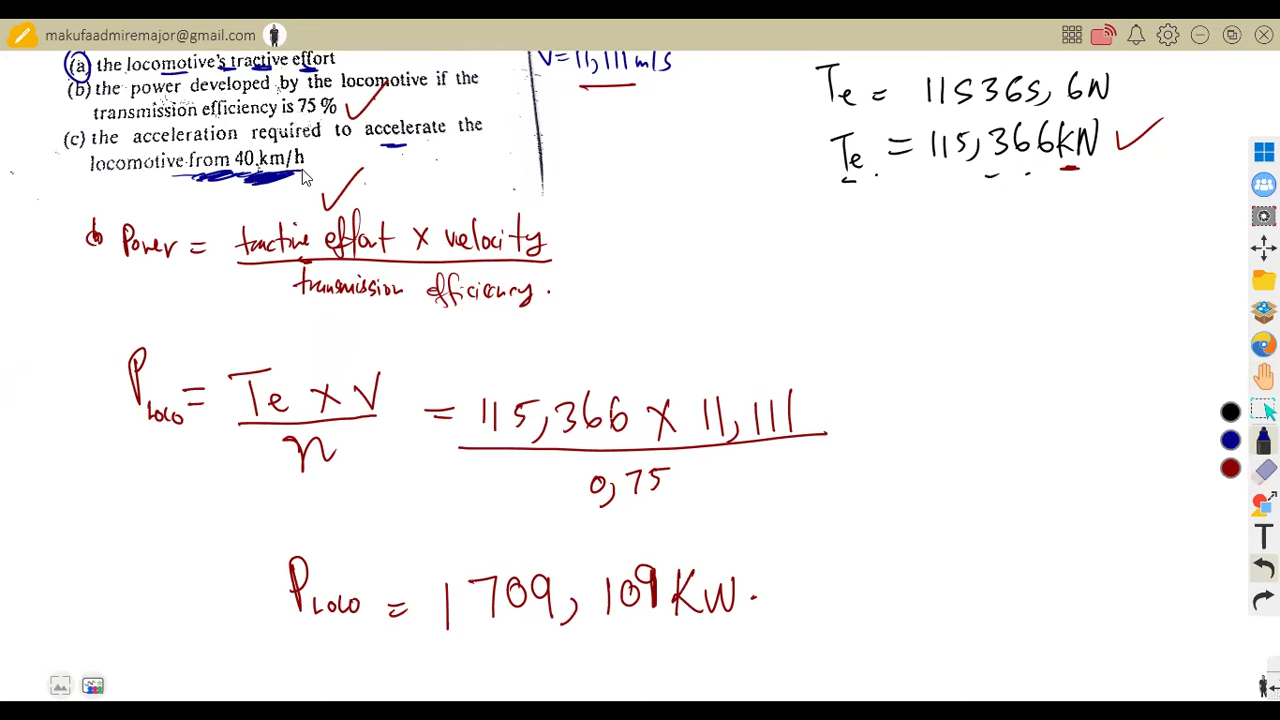 makufaadmiremajor@gmail.com
(a) the locomotive's tractive effort
(b) the power developed by the locomotive if the
transmission efficiency is 75 %
(c) the acceleration required to accelerate the
locomotive from 40 km/h
V = 11,111 m/s
Te = 115365,6N
Te = 115,366kN
b Power = tractive effort x velocity
transmission efficiency.
P LOCO = Te x V = 115,366 x 11,111
n 0,75
P LOCO = 1709,109 KW.
T